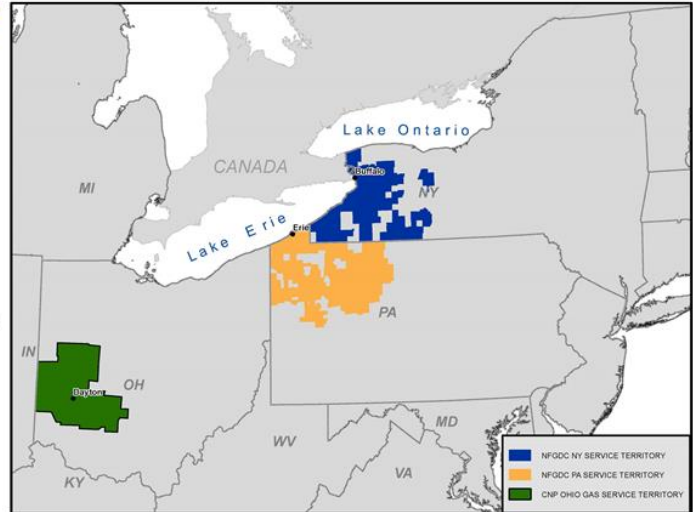 Lake Ontario
CANADA
Buffalo
MI
NY
Lake Erie
Erie
PA
IN
OH
Dayton
MD
WV
VA
KY
NFGDC NY SERVICE TERRITORY
NFGDC PA SERVICE TERRITORY
CNP OHIO GAS SERVICE TERRITORY